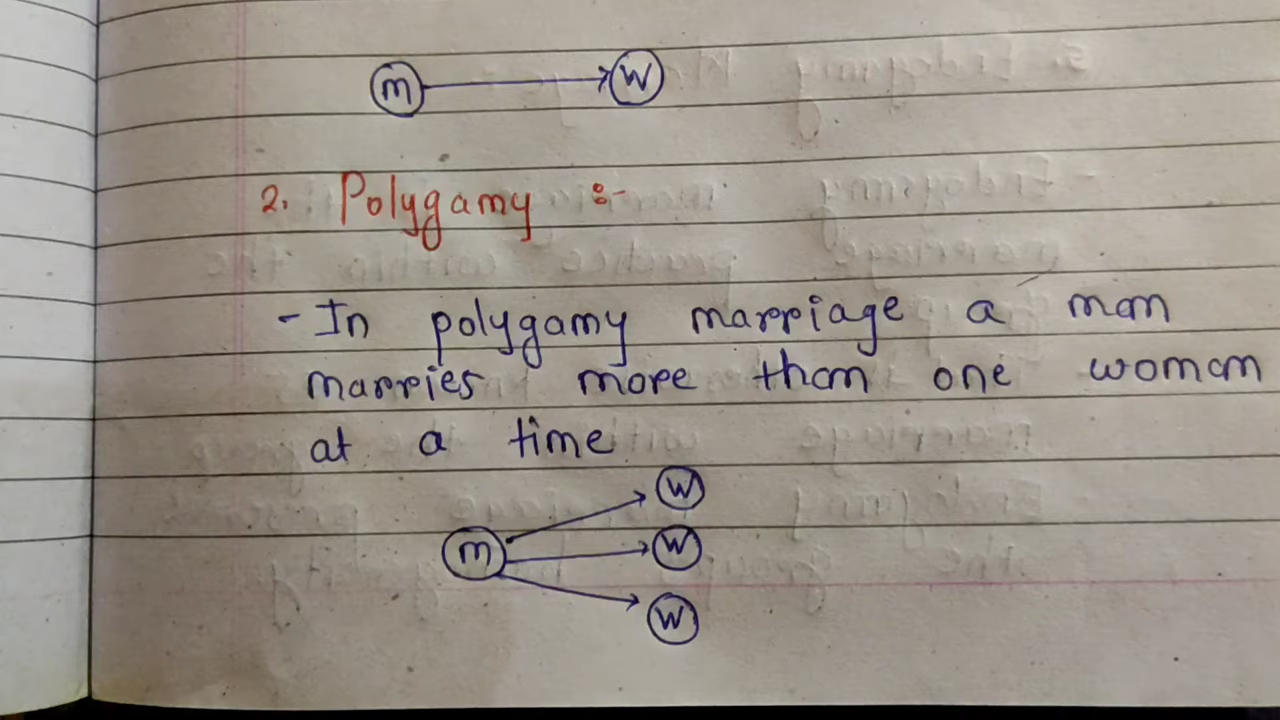 m W
2. Polygamy :-
- In polygamy marriage a man
marries more than one woman
at a time
W
m W
W